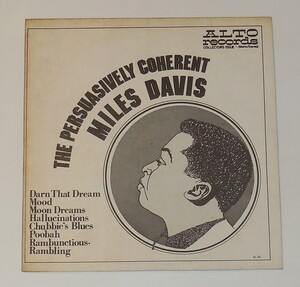 ALTO
records
COLLECTORS ISSUE
THE PERSUASIVELY COHERENT
MILES DAVIS
Darn That Dream
Mood
Moon Dreams
Hallucinations
Chubbie's Blues
Poobah
Rambunctious-
Rambling